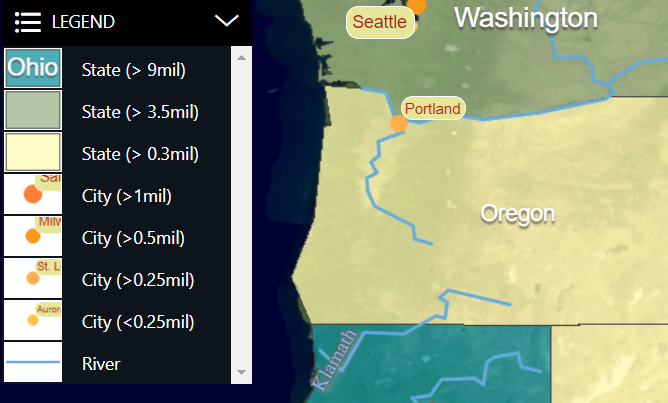 LEGEND
Ohio
State (> 9mil)
State (> 3.5mil)
State (> 0.3mil)
San
City (>1mil)
Milw
City (>0.5mil)
St. L
City (>0.25mil)
Auror
City (<0.25mil)
River
Washington
Seattle
Portland
Oregon
Klamath